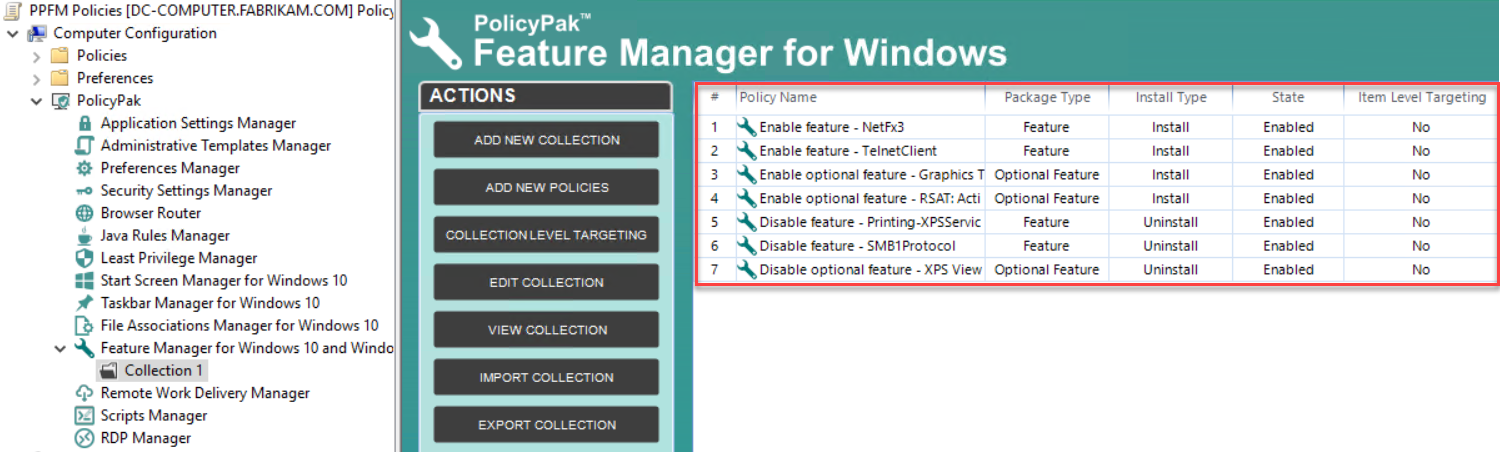 PPFM Policies [DC-COMPUTER.FABRIKAM.COM] Policy
Computer Configuration
Policies
Preferences
PolicyPak
Application Settings Manager
Administrative Templates Manager
Preferences Manager
Security Settings Manager
Browser Router
Java Rules Manager
Least Privilege Manager
Start Screen Manager for Windows 10
Taskbar Manager for Windows 10
File Associations Manager for Windows 10
Feature Manager for Windows 10 and Windo
Collection 1
Remote Work Delivery Manager
Scripts Manager
RDP Manager
PolicyPak™
Feature Manager for Windows
ACTIONS
ADD NEW COLLECTION
ADD NEW POLICIES
COLLECTION LEVEL TARGETING
EDIT COLLECTION
VIEW COLLECTION
IMPORT COLLECTION
EXPORT COLLECTION
# Policy Name Package Type Install Type State Item Level Targeting
1 Enable feature - NetFx3 Feature Install Enabled No
2 Enable feature - TelnetClient Feature Install Enabled No
3 Enable optional feature - Graphics T Optional Feature Install Enabled No
4 Enable optional feature - RSAT: Acti Optional Feature Install Enabled No
5 Disable feature - Printing-XPSServic Feature Uninstall Enabled No
6 Disable feature - SMB1Protocol Feature Uninstall Enabled No
7 Disable optional feature - XPS View Optional Feature Uninstall Enabled No